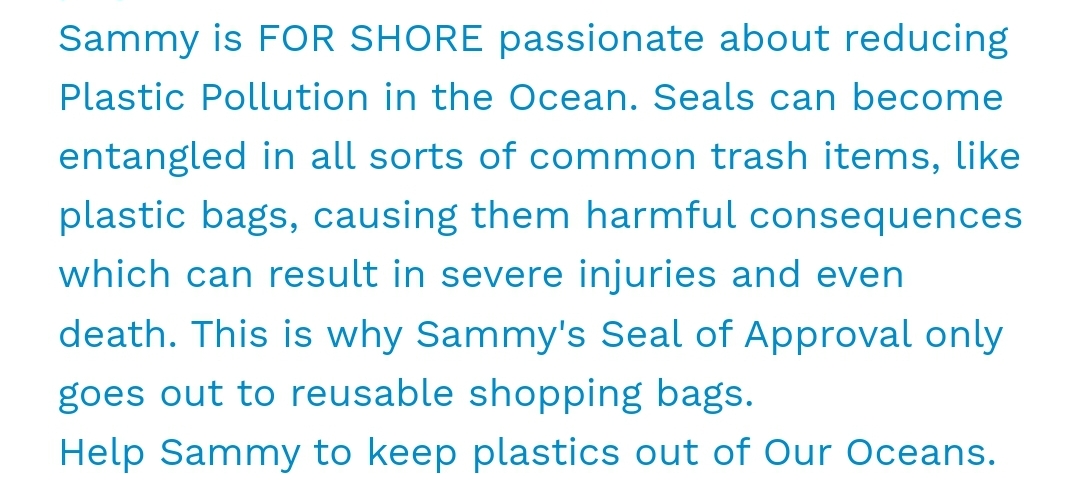 Sammy is FOR SHORE passionate about reducing
Plastic Pollution in the Ocean. Seals can become
entangled in all sorts of common trash items, like
plastic bags, causing them harmful consequences
which can result in severe injuries and even
death. This is why Sammy's Seal of Approval only
goes out to reusable shopping bags.
Help Sammy to keep plastics out of Our Oceans.